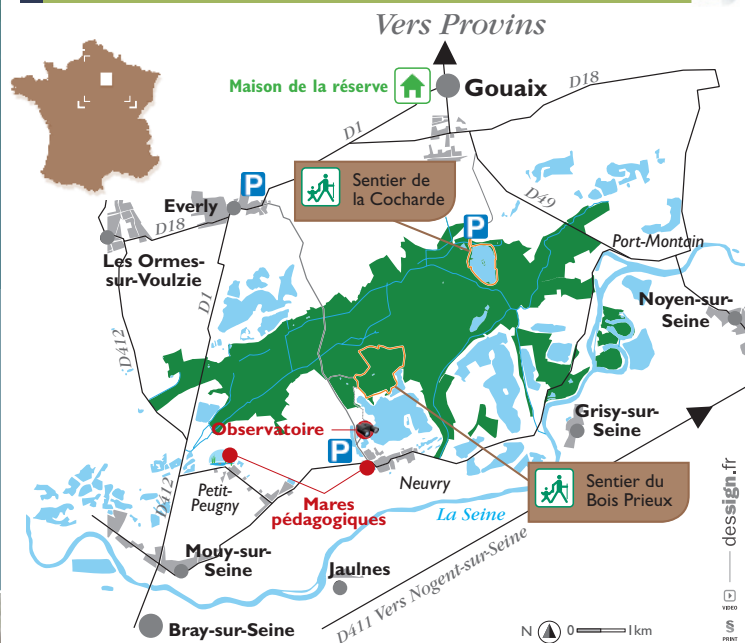 Vers Provins
Maison de la réserve
Gouaix
D18
D1
P
Sentier de
la Cocharde
Everly
D18
P
D49
Port-Montain
Les Ormes-
sur-Voulzie
D1
Noyen-sur-
Seine
D412
Observatoire
Grisy-sur-
Seine
P
Petit-
Peugny
Mares
pédagogiques
Neuvry
Sentier du
Bois Prieux
D412
La Seine
Mouy-sur-
Seine
Jaulnes
D411 Vers Nogent-sur-Seine
Bray-sur-Seine
N 0 1km
dessign.fr
VIDEO
§
PRINT